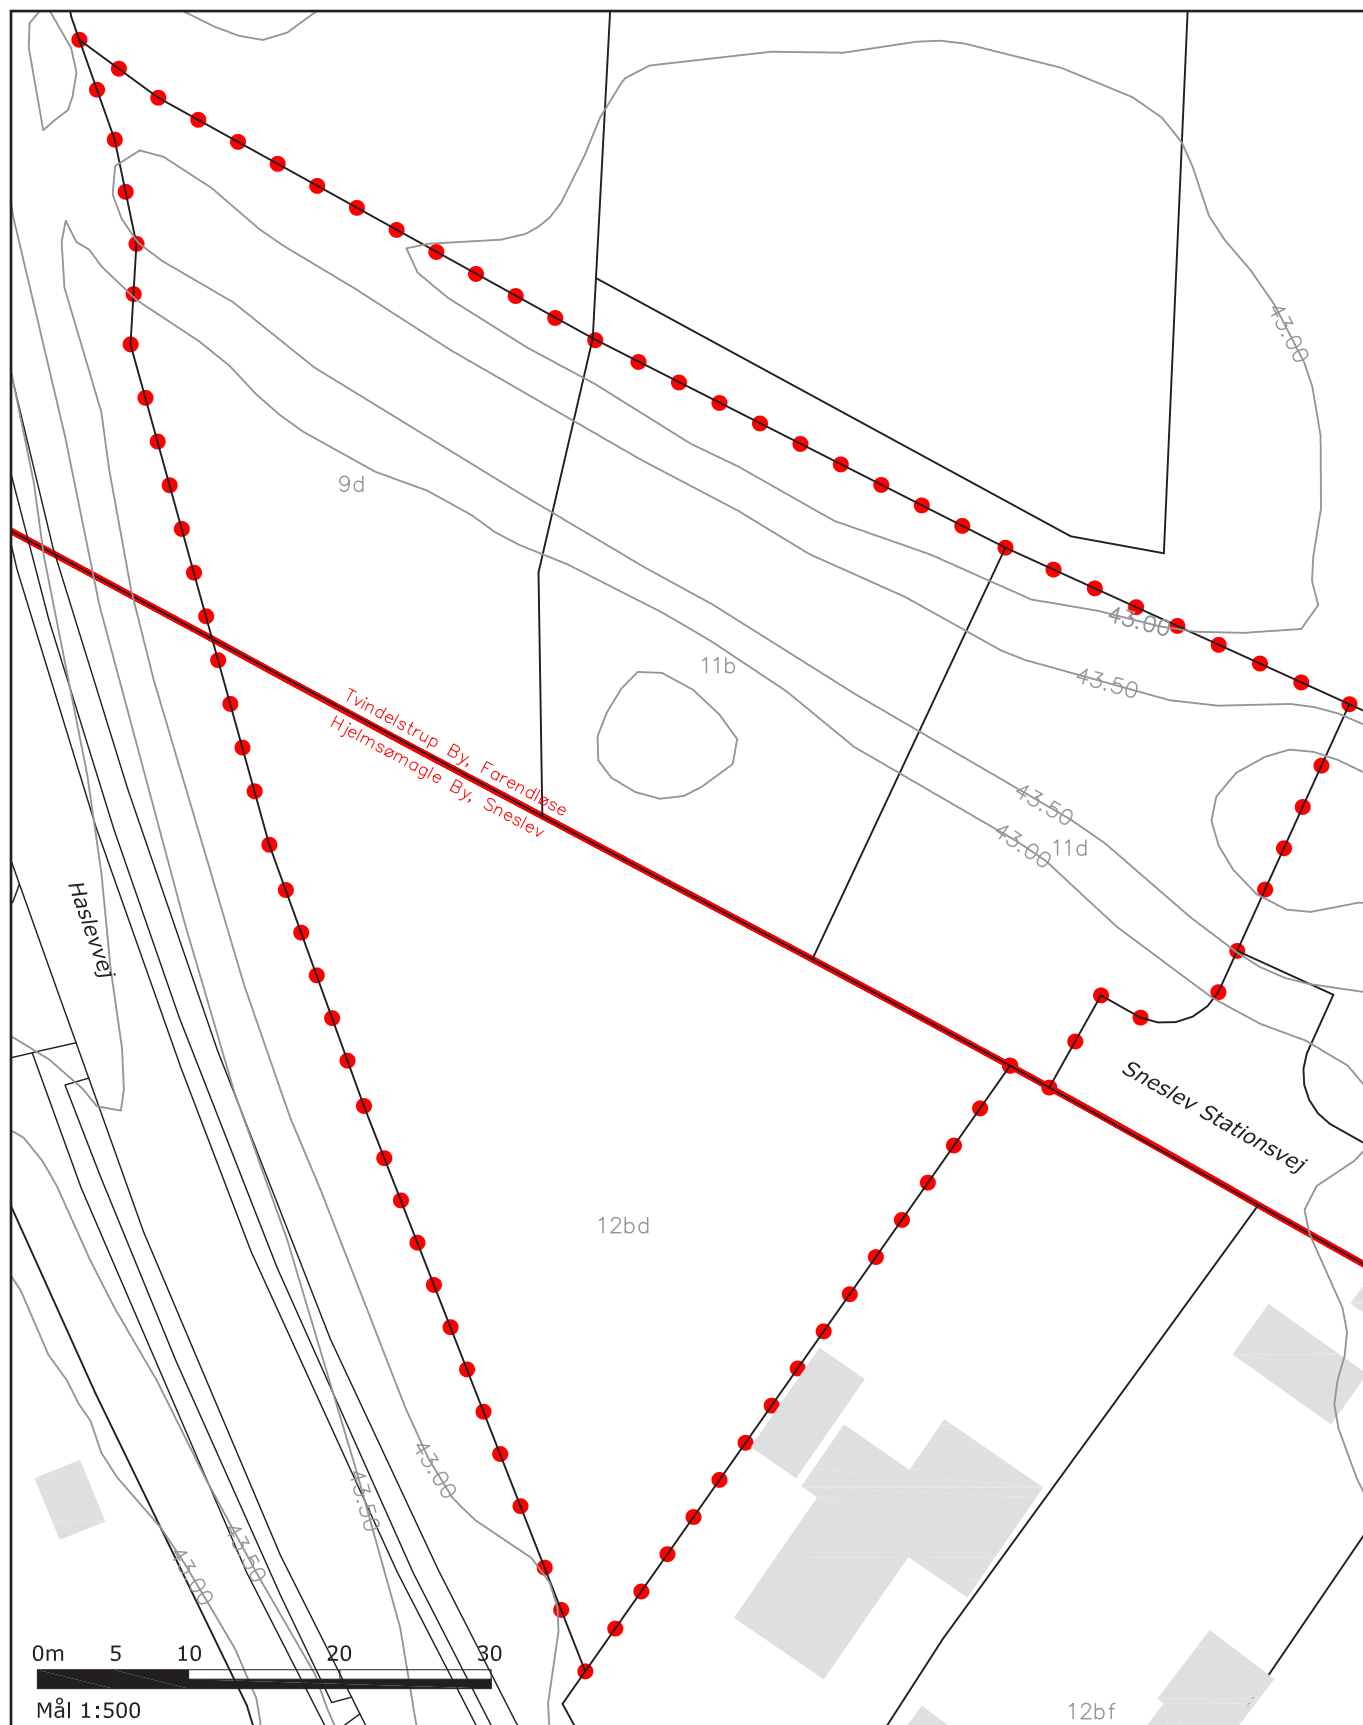 43.00
9d
43.00
11b
43.50
Tvindelstrup By, Farendløse
Hjelmsømagle By, Sneslev
43.50
43.00
11d
Haslevvej
Sneslev Stationsvej
12bd
43.00
43.50
43.50
43.00
0m 5 10 20 30
Mål 1:500
12bf